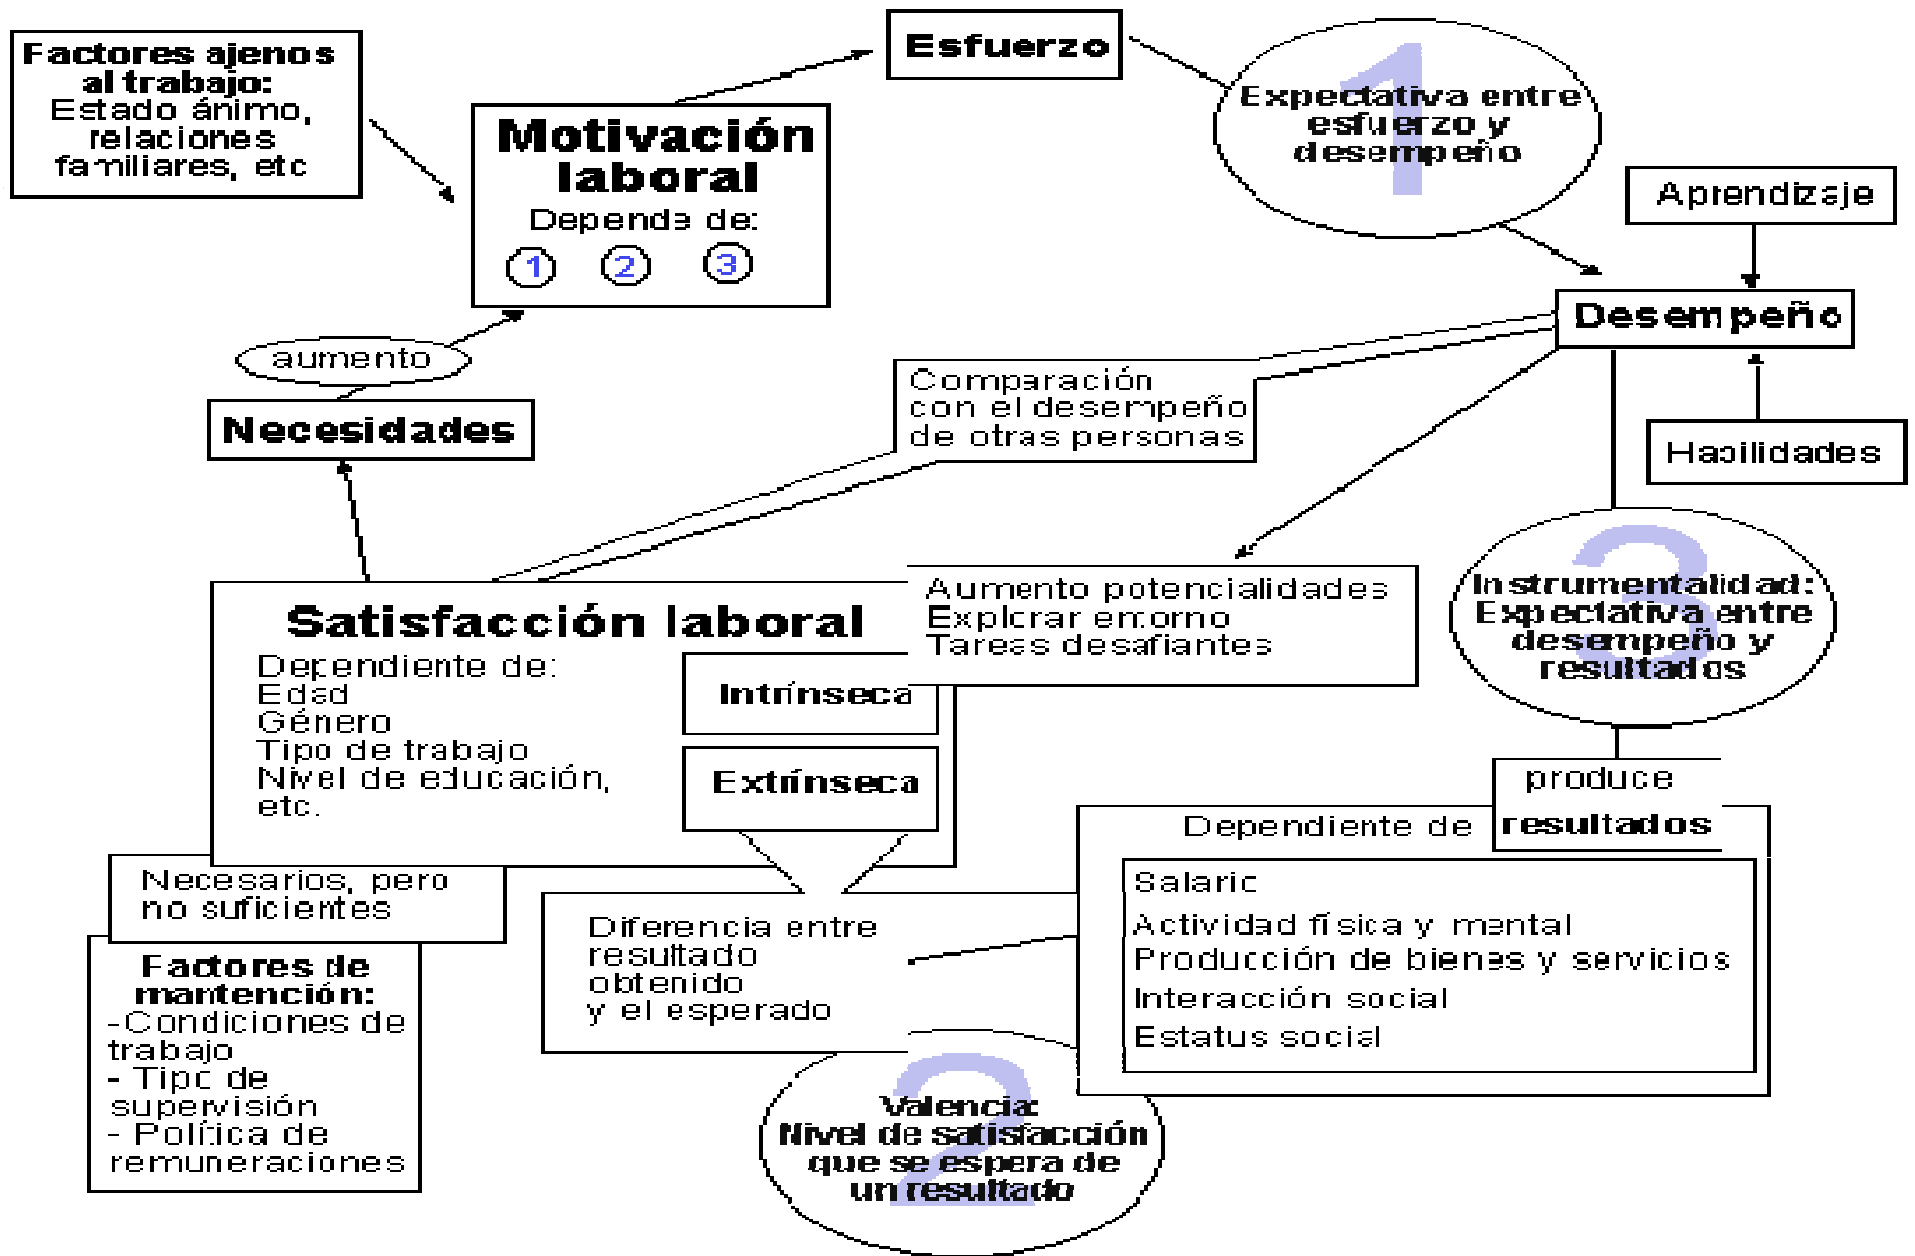 Factores ajenos
al trabajo:
Estado ánimo,
relaciones
familiares, etc
Motivación
laboral
Depende de:
1 2 3
Esfuerzo
1
Expectativa entre
esfuerzo y
desempeño
Aprendizaje
Desempeño
Habilidades
aumento
Necesidades
Comparación
con el desempeño
de otras personas
Satisfacción laboral
Dependiente de:
Edad
Género
Tipo de trabajo
Nivel de educación,
etc.
Intrínseca
Extrínseca
Aumento potencialidades
Explorar entorno
Tareas desafiantes
3
Instrumentalidad:
Expectativa entre
desempeño y
resultados
produce
resultados
Dependiente de
Salario
Actividad física y mental
Producción de bienes y servicios
Interacción social
Estatus social
Necesarios, pero
no suficientes
Factores de
mantención:
-Condiciones de
trabajo
- Tipo de
supervisión
- Política de
remuneraciones
Diferencia entre
resultado
obtenido
y el esperado
2
Valencia:
Nivel de satisfacción
que se espera de
un resultado